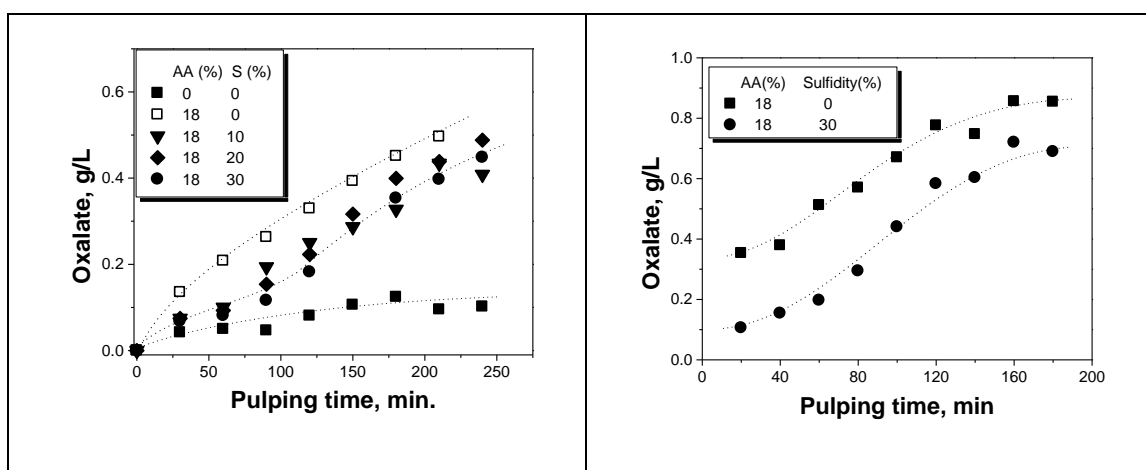 AA (%) S (%)
0 0
18 0
18 10
18 20
18 30
0.6
0.4
0.2
0.0
Oxalate, g/L
0 50 100 150 200 250
Pulping time, min.
AA(%) Sulfidity(%)
18 0
18 30
1.0
0.8
0.6
0.4
0.2
0.0
Oxalate, g/L
0 40 80 120 160 200
Pulping time, min